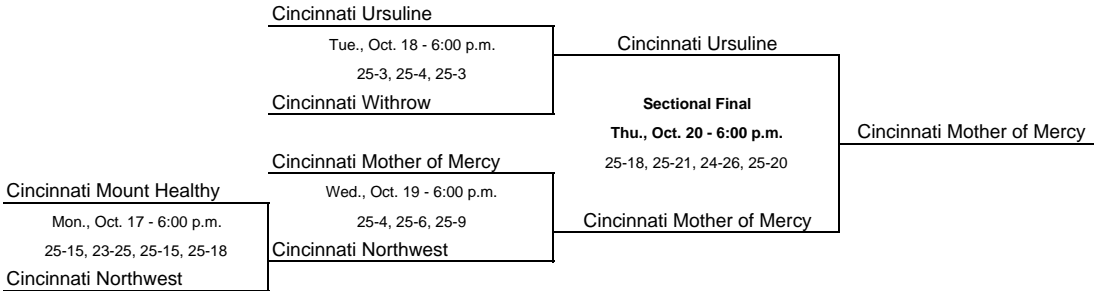 Cincinnati Ursuline
Tue., Oct. 18 - 6:00 p.m.
25-3, 25-4, 25-3
Cincinnati Withrow
Cincinnati Mother of Mercy
Wed., Oct. 19 - 6:00 p.m.
25-4, 25-6, 25-9
Cincinnati Northwest
Cincinnati Mount Healthy
Mon., Oct. 17 - 6:00 p.m.
25-15, 23-25, 25-15, 25-18
Cincinnati Northwest
Cincinnati Ursuline
Sectional Final
Thu., Oct. 20 - 6:00 p.m.
25-18, 25-21, 24-26, 25-20
Cincinnati Mother of Mercy
Cincinnati Mother of Mercy